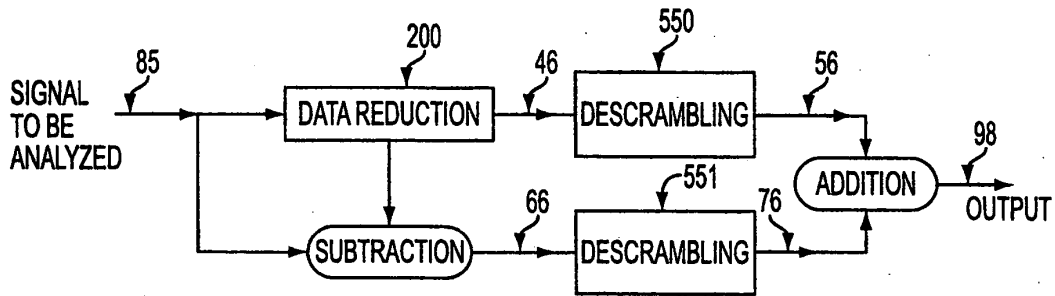 200
550
85
46
56
SIGNAL
TO BE
ANALYZED
DATA REDUCTION
DESCRAMBLING
98
ADDITION
OUTPUT
551
66
76
SUBTRACTION
DESCRAMBLING